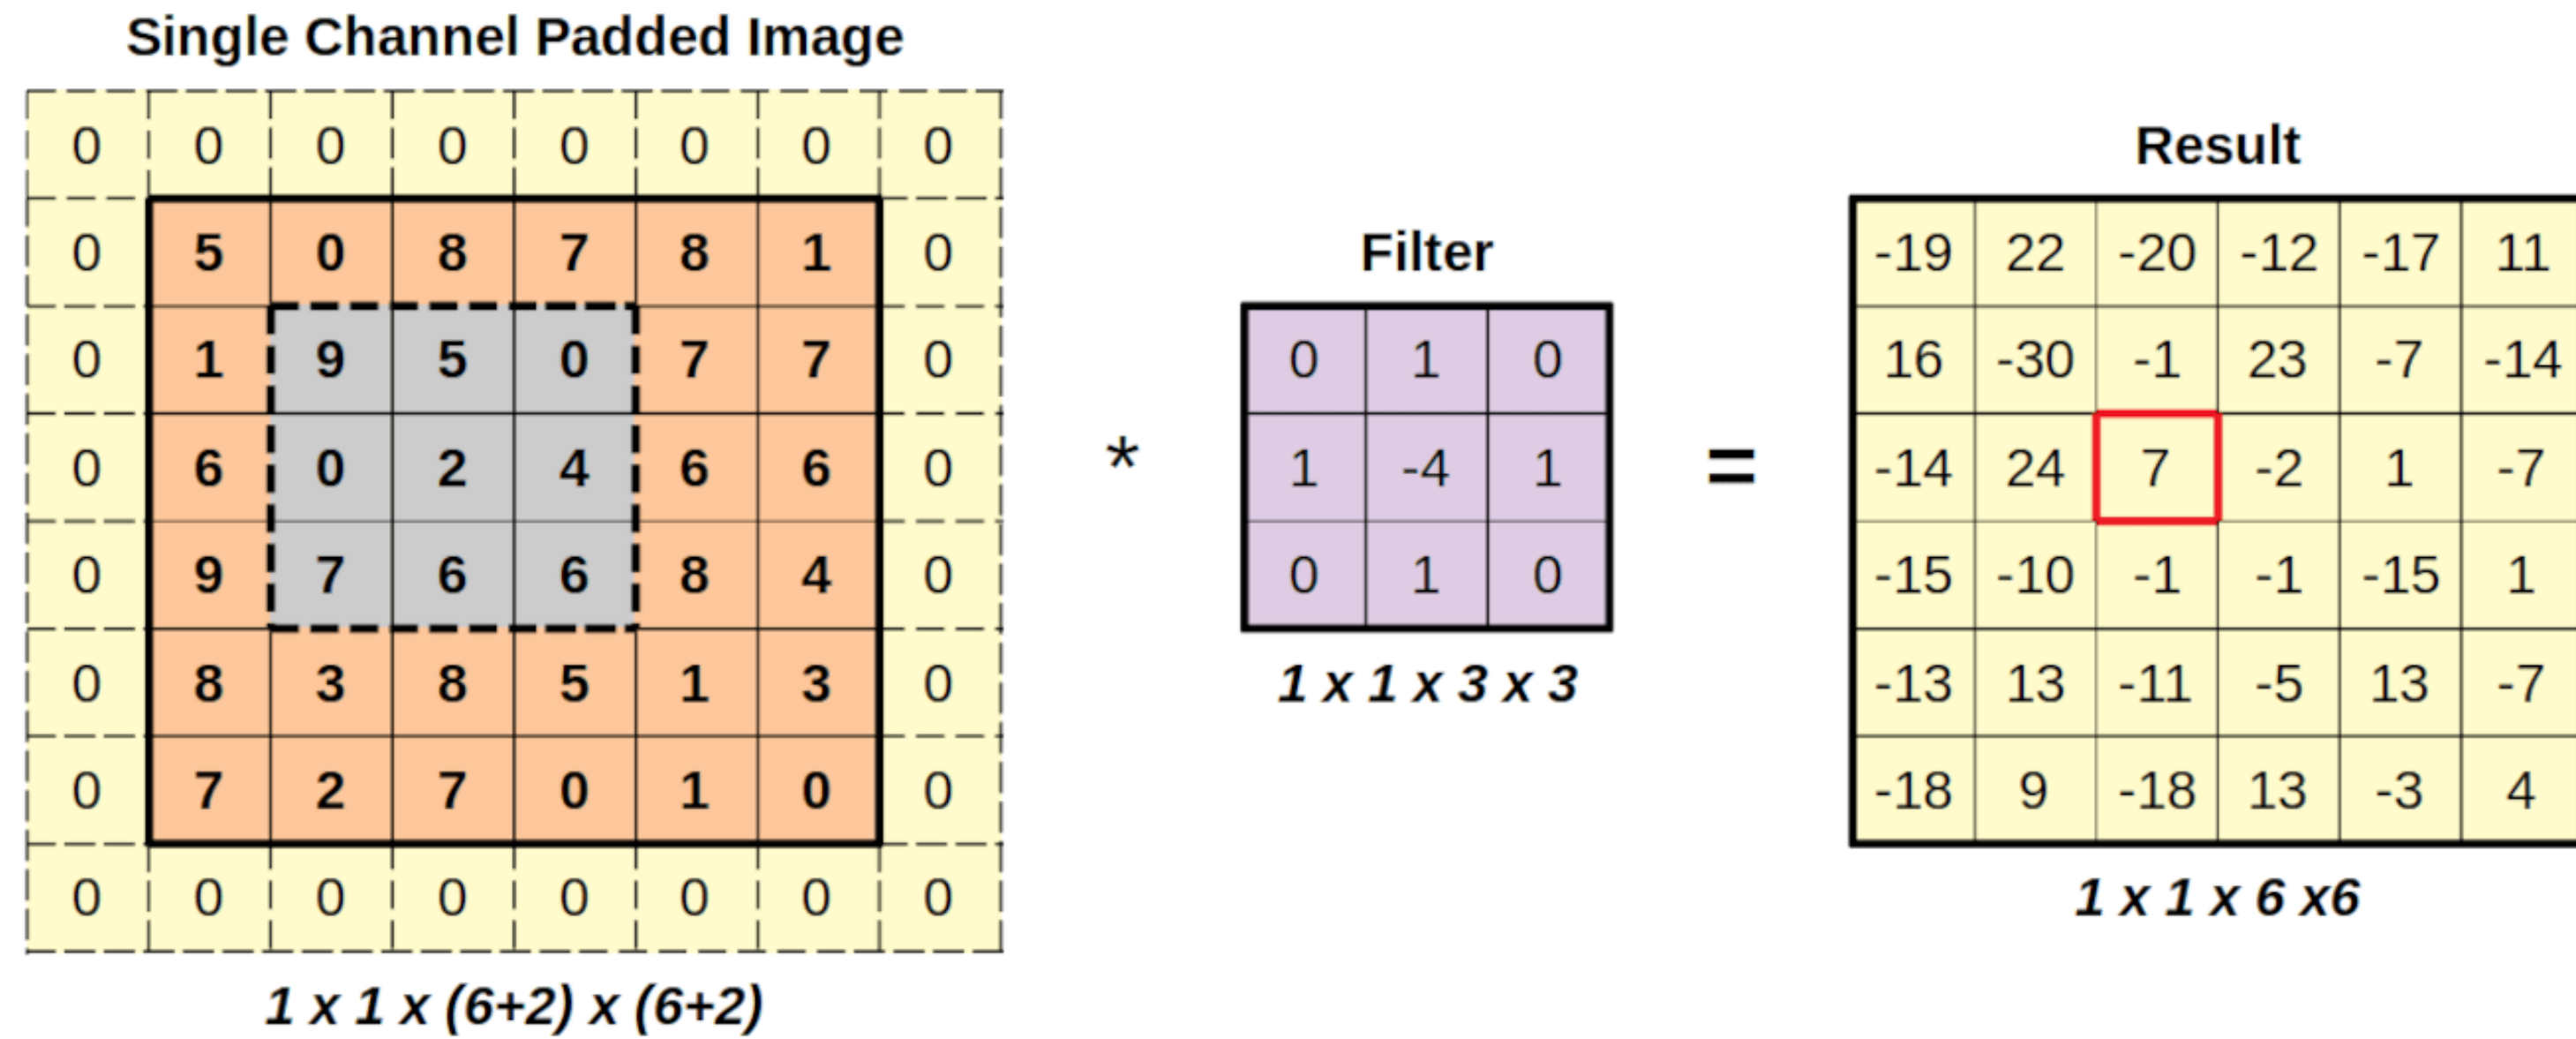 Single Channel Padded Image
0 0 0 0 0 0 0 0
0 5 0 8 7 8 1 0
0 1 9 5 0 7 7 0
0 6 0 2 4 6 6 0
0 9 7 6 6 8 4 0
0 8 3 8 5 1 3 0
0 7 2 7 0 1 0 0
0 0 0 0 0 0 0 0
1 x 1 x (6+2) x (6+2)
*
Filter
0 1 0
1 -4 1
0 1 0
1 x 1 x 3 x 3
=
Result
-19 22 -20 -12 -17 11
16 -30 -1 23 -7 -14
-14 24 7 -2 1 -7
-15 -10 -1 -1 -15 1
-13 13 -11 -5 13 -7
-18 9 -18 13 -3 4
1 x 1 x 6 x6